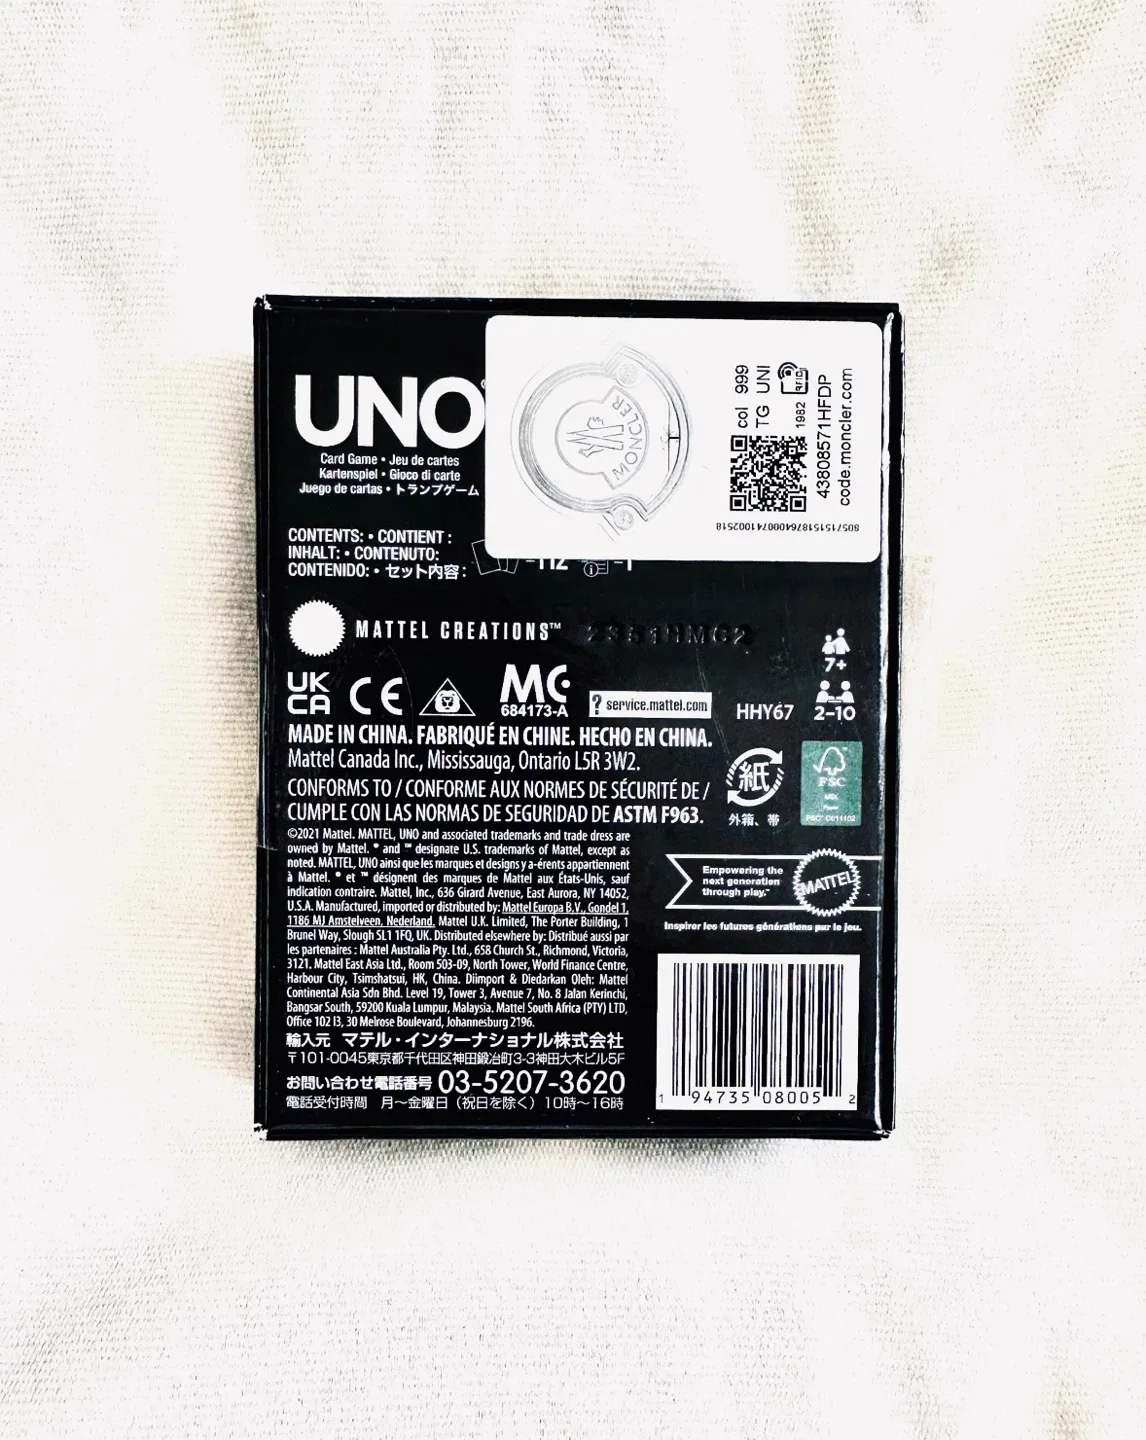 UNO
Card Game • Jeu de cartes
Kartenspiel • Gioco di carte
Juego de cartas • トランプゲーム
MONCLER
col 999
TG UNI
1982
RFID
43808571HFDP
code.moncler.com
8057151518764000741002518
CONTENTS: • CONTIENT :
INHALT: • CONTENUTO:
CONTENIDO: • セット内容:
MATTEL CREATIONS™
7+
2-10
UK
CA
CE
MC
684173-A
? service.mattel.com
HHY67
MADE IN CHINA. FABRIQUÉ EN CHINE. HECHO EN CHINA.
Mattel Canada Inc., Mississauga, Ontario L5R 3W2.
CONFORMS TO / CONFORME AUX NORMES DE SÉCURITÉ DE /
CUMPLE CON LAS NORMAS DE SEGURIDAD DE ASTM F963.
紙
外箱、帯
FSC
MIX
Paper
FSC® C011102
©2021 Mattel. MATTEL, UNO and associated trademarks and trade dress are
owned by Mattel. ® and ™ designate U.S. trademarks of Mattel, except as
noted. MATTEL, UNO ainsi que les marques et designs y a-érents appartiennent
à Mattel. ® et ™ désignent des marques de Mattel aux États-Unis, sauf
indication contraire. Mattel, Inc., 636 Girard Avenue, East Aurora, NY 14052,
U.S.A. Manufactured, imported or distributed by: Mattel Europa B.V., Gondel 1,
1186 MJ Amstelveen, Nederland. Mattel U.K. Limited, The Porter Building, 1
Brunel Way, Slough SL1 1FQ, UK. Distributed elsewhere by: Distribué aussi par
les partenaires : Mattel Australia Pty. Ltd., 658 Church St., Richmond, Victoria,
3121. Mattel East Asia Ltd., Room 503-09, North Tower, World Finance Centre,
Harbour City, Tsimshatsui, HK, China. Diimport & Diedarkan Oleh: Mattel
Continental Asia Sdn Bhd. Level 19, Tower 3, Avenue 7, No. 8 Jalan Kerinchi,
Bangsar South, 59200 Kuala Lumpur, Malaysia. Mattel South Africa (PTY) LTD,
Office 102 I3, 30 Melrose Boulevard, Johannesburg 2196.
輸入元 マテル・インターナショナル株式会社
〒101-0045東京都千代田区神田鍛冶町3-3神田大木ビル5F
お問い合わせ電話番号 03-5207-3620
電話受付時間 月～金曜日（祝日を除く）10時～16時
Empowering the
next generation
through play.™
MATTEL
Inspirer les futures générations par le jeu.
1 94735 08005 2